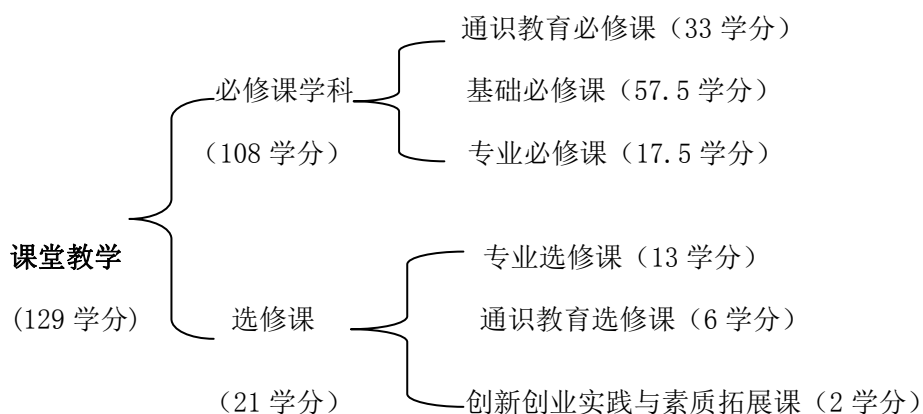 通识教育必修课（33 学分）
必修课学科
基础必修课（57.5 学分）
（108 学分）
专业必修课（17.5 学分）
课堂教学
专业选修课（13 学分）
(129 学分)
选修课
通识教育选修课（6 学分）
（21 学分）
创新创业实践与素质拓展课（2 学分）